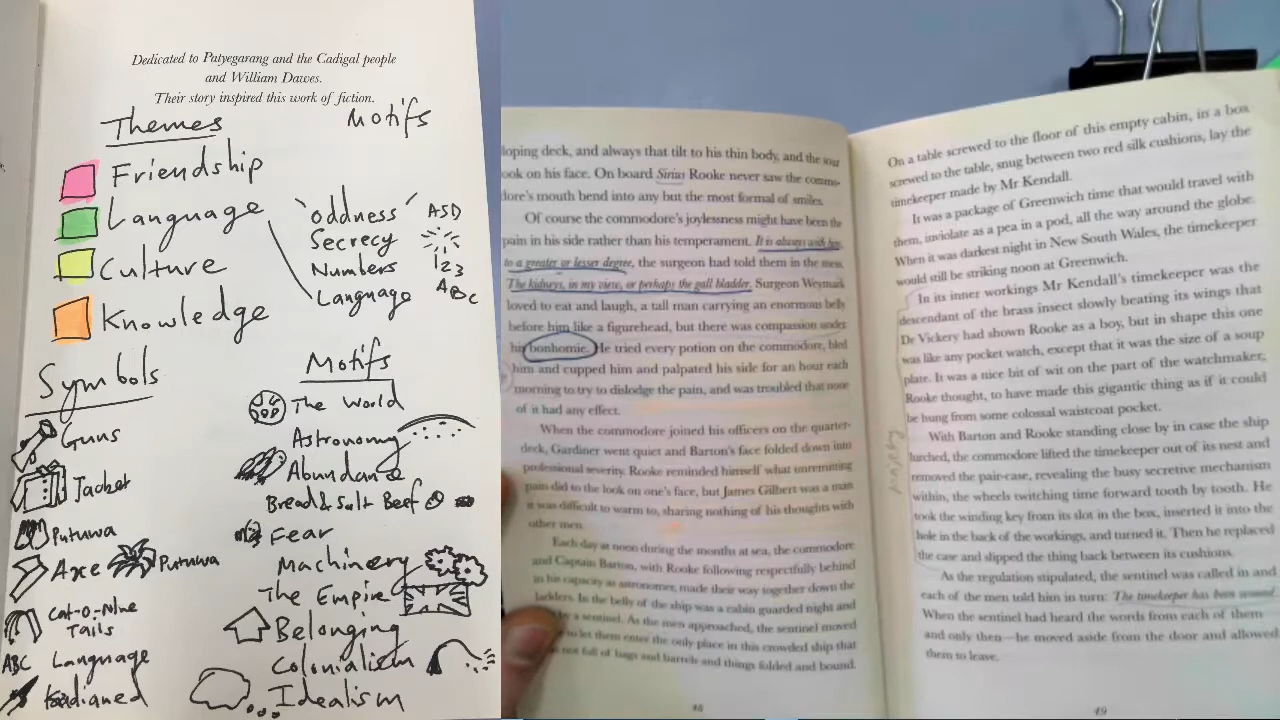 Dedicated to Patyegarang and the Cadigal people
and William Dawes.
Their story inspired this work of fiction.
Themes
Friendship
Language
Culture
Knowledge
Motifs
'oddness' ASD
Secrecy
Numbers 123
Language ABC
Symbols
Guns
Jacket
Putuwa
Axe Putuwa
Cat-o-Nine
Tails
ABC Language
Kadianed
Motifs
The World
Astronomy
Abundance
Bread & Salt Beef
Fear
Machinery
The Empire
Belonging
Colonialism
Idealism
loping deck, and always that tilt to his thin body, and the sour
ook on his face. On board Sirius Rooke never saw the commo-
dore's mouth bend into any but the most formal of smiles.
Of course the commodore's joylessness might have been the
pain in his side rather than his temperament. It is always with him,
to a greater or lesser degree, the surgeon had told them in the mess.
The kidneys, in my view, or perhaps the gall bladder. Surgeon Weymark
loved to eat and laugh, a tall man carrying an enormous belly
before him like a figurehead, but there was compassion under
his bonhomie. He tried every potion on the commodore, bled
him and cupped him and palpated his side for an hour each
morning to try to dislodge the pain, and was troubled that none
of it had any effect.
When the commodore joined his officers on the quarter-
deck, Gardiner went quiet and Barton's face folded down into
professional severity. Rooke reminded himself what unremitting
pain did to the look on one's face, but James Gilbert was a man
it was difficult to warm to, sharing nothing of his thoughts with
other men.
Each day at noon during the months at sea, the commodore
and Captain Barton, with Rooke following respectfully behind
in his capacity as astronomer, made their way together down the
ladders. In the belly of the ship was a cabin guarded night and
by a sentinel. As the men approached, the sentinel moved
to let them enter the only place in this crowded ship that
not full of bags and barrels and things folded and bound.
48
On a table screwed to the floor of this empty cabin, in a box
screwed to the table, snug between two red silk cushions, lay the
timekeeper made by Mr Kendall.
It was a package of Greenwich time that would travel with
them, inviolate as a pea in a pod, all the way around the globe.
When it was darkest night in New South Wales, the timekeeper
would still be striking noon at Greenwich.
In its inner workings Mr Kendall's timekeeper was the
descendant of the brass insect slowly beating its wings that
Dr Vickery had shown Rooke as a boy, but in shape this one
was like any pocket watch, except that it was the size of a soup
plate. It was a nice bit of wit on the part of the watchmaker,
Rooke thought, to have made this gigantic thing as if it could
be hung from some colossal waistcoat pocket.
With Barton and Rooke standing close by in case the ship
lurched, the commodore lifted the timekeeper out of its nest and
removed the pair-case, revealing the busy secretive mechanism
within, the wheels twitching time forward tooth by tooth. He
took the winding key from its slot in the box, inserted it into the
hole in the back of the workings, and turned it. Then he replaced
the case and slipped the thing back between its cushions.
As the regulation stipulated, the sentinel was called in and
each of the men told him in turn: The timekeeper has been wound.
When the sentinel had heard the words from each of them
and only then—he moved aside from the door and allowed
them to leave.
49